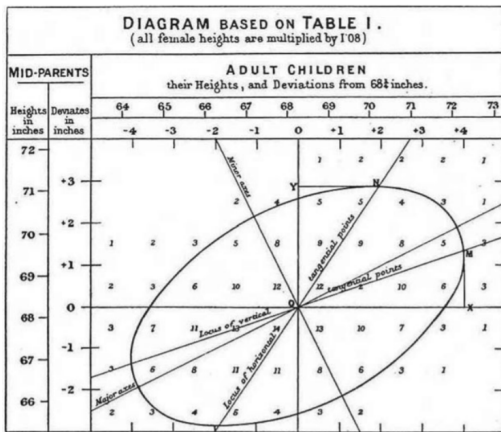 DIAGRAM BASED ON TABLE I.
(all female heights are multiplied by 1·08)
MID-PARENTS
ADULT CHILDREN
their Heights, and Deviations from 68¼ inches.
Heights in inches
Deviates in inches
64 65 66 67 68 69 70 71 72 73
-4 -3 -2 -1 0 +1 +2 +3 +4
72
71
70
69
68
67
66
+3
+2
+1
0
-1
-2
Minor axes
1 2 2 2 1
Y N
2 4 5 5 4 3 1
tangential points
1 2 3 5 8 9 9 8 5 3
M
tangential points
2 3 6 10 12 12 2 10 6 3
O X
Locus of vertical
3 7 11 13 14 13 10 7 3 1
3 6 8 11 11 8 6 3 1
Major axes
Locus of horizontal
2 3 4 6 4 3 2